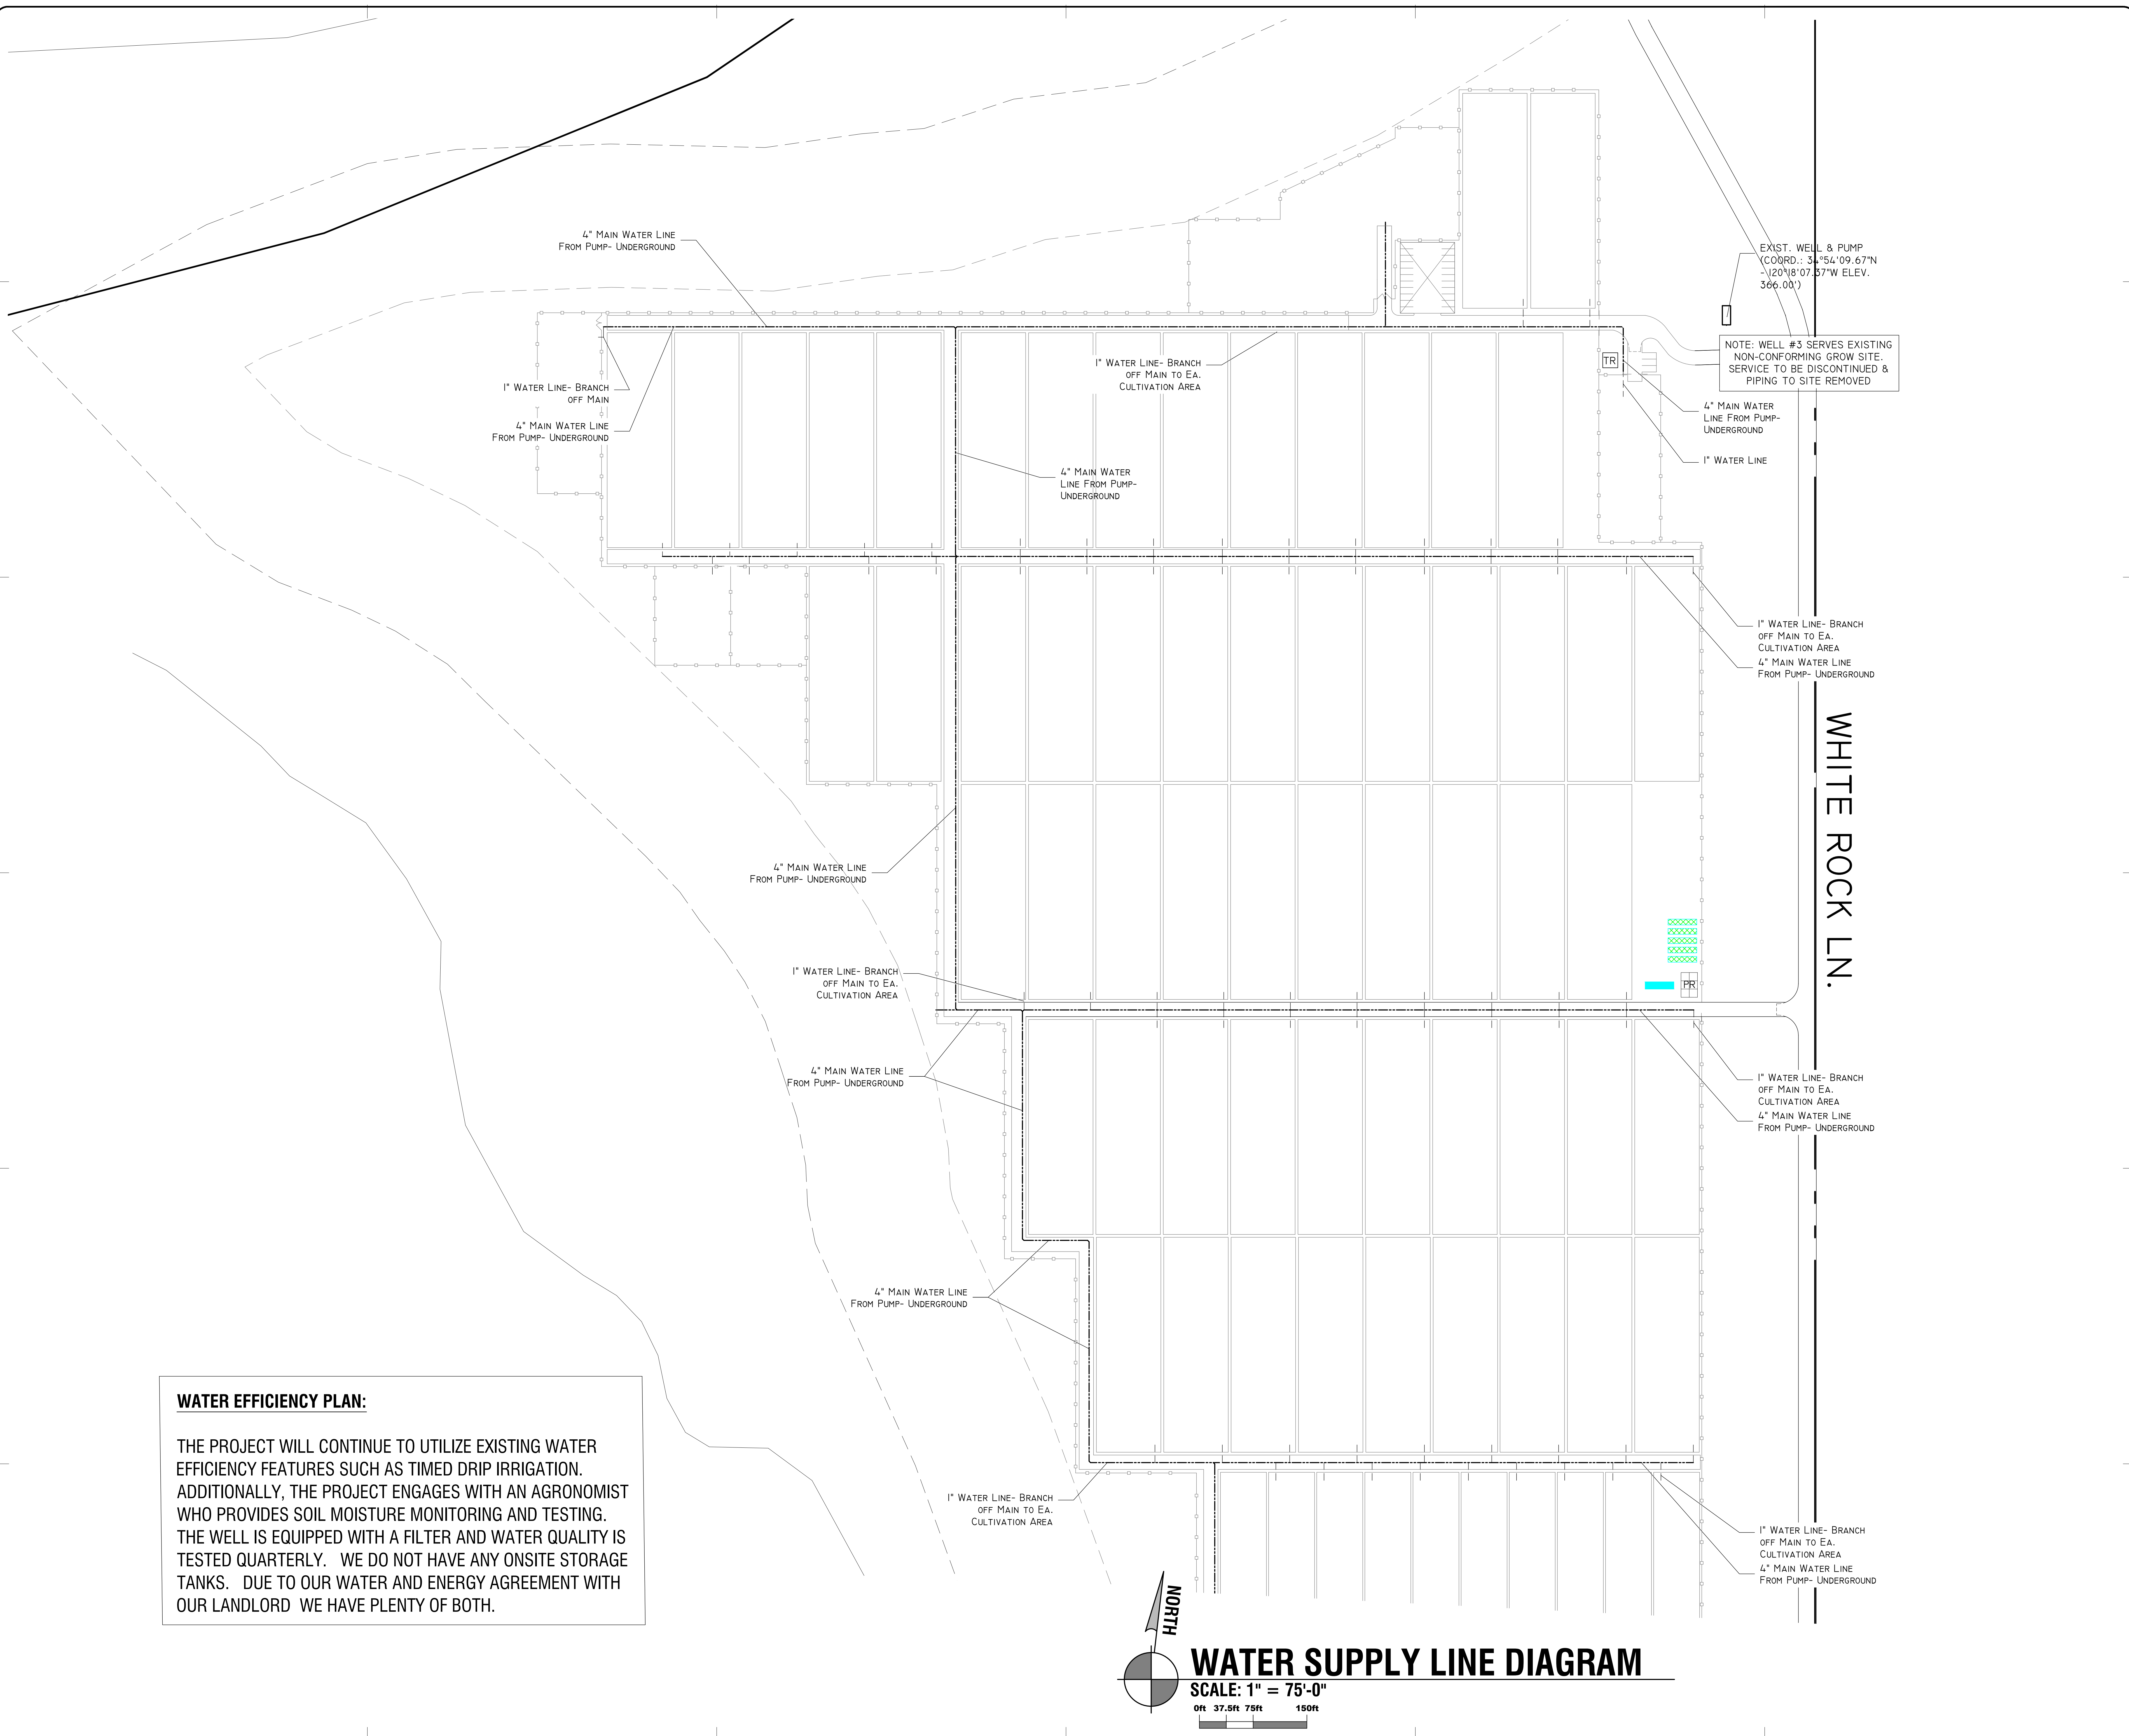 4" MAIN WATER LINE
FROM PUMP- UNDERGROUND
EXIST. WELL & PUMP
(COORD.: 34°54'09.67"N
- 120°18'07.37"W ELEV.
366.00')
NOTE: WELL #3 SERVES EXISTING
NON-CONFORMING GROW SITE.
SERVICE TO BE DISCONTINUED &
PIPING TO SITE REMOVED
TR
1" WATER LINE- BRANCH
OFF MAIN TO EA.
CULTIVATION AREA
1" WATER LINE- BRANCH
OFF MAIN
4" MAIN WATER LINE
FROM PUMP- UNDERGROUND
4" MAIN WATER
LINE FROM PUMP-
UNDERGROUND
1" WATER LINE
4" MAIN WATER
LINE FROM PUMP-
UNDERGROUND
1" WATER LINE- BRANCH
OFF MAIN TO EA.
CULTIVATION AREA
4" MAIN WATER LINE
FROM PUMP- UNDERGROUND
WHITE ROCK LN.
4" MAIN WATER LINE
FROM PUMP- UNDERGROUND
1" WATER LINE- BRANCH
OFF MAIN TO EA.
CULTIVATION AREA
PR
4" MAIN WATER LINE
FROM PUMP- UNDERGROUND
1" WATER LINE- BRANCH
OFF MAIN TO EA.
CULTIVATION AREA
4" MAIN WATER LINE
FROM PUMP- UNDERGROUND
4" MAIN WATER LINE
FROM PUMP- UNDERGROUND
WATER EFFICIENCY PLAN:
THE PROJECT WILL CONTINUE TO UTILIZE EXISTING WATER
EFFICIENCY FEATURES SUCH AS TIMED DRIP IRRIGATION.
ADDITIONALLY, THE PROJECT ENGAGES WITH AN AGRONOMIST
WHO PROVIDES SOIL MOISTURE MONITORING AND TESTING.
THE WELL IS EQUIPPED WITH A FILTER AND WATER QUALITY IS
TESTED QUARTERLY. WE DO NOT HAVE ANY ONSITE STORAGE
TANKS. DUE TO OUR WATER AND ENERGY AGREEMENT WITH
OUR LANDLORD WE HAVE PLENTY OF BOTH.
1" WATER LINE- BRANCH
OFF MAIN TO EA.
CULTIVATION AREA
1" WATER LINE- BRANCH
OFF MAIN TO EA.
CULTIVATION AREA
4" MAIN WATER LINE
FROM PUMP- UNDERGROUND
NORTH
WATER SUPPLY LINE DIAGRAM
SCALE: 1" = 75'-0"
0ft 37.5ft 75ft 150ft